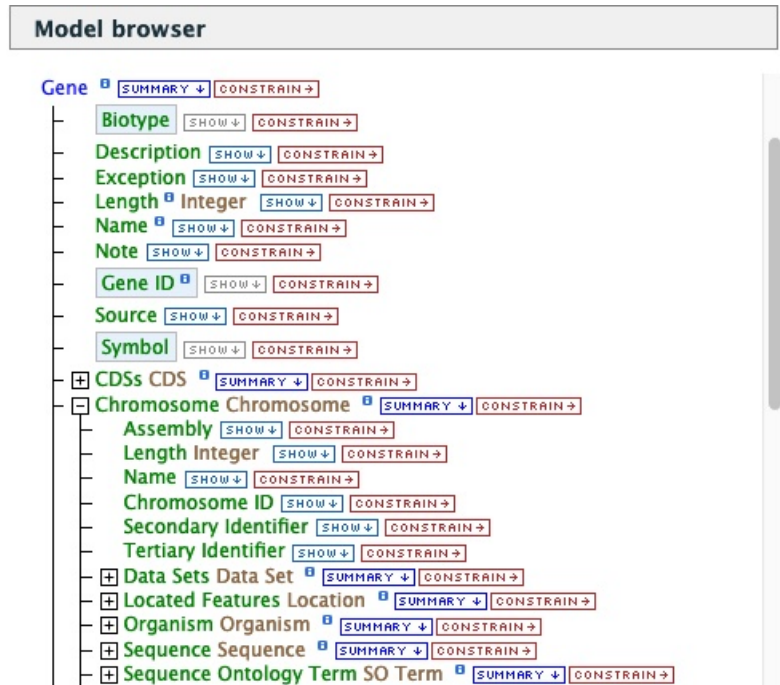 Model browser
Gene i SUMMARY ↓ CONSTRAIN →
Biotype SHOW ↓ CONSTRAIN →
Description SHOW ↓ CONSTRAIN →
Exception SHOW ↓ CONSTRAIN →
Length i Integer SHOW ↓ CONSTRAIN →
Name i SHOW ↓ CONSTRAIN →
Note SHOW ↓ CONSTRAIN →
Gene ID i SHOW ↓ CONSTRAIN →
Source SHOW ↓ CONSTRAIN →
Symbol SHOW ↓ CONSTRAIN →
CDSs CDS i SUMMARY ↓ CONSTRAIN →
Chromosome Chromosome i SUMMARY ↓ CONSTRAIN →
Assembly SHOW ↓ CONSTRAIN →
Length Integer SHOW ↓ CONSTRAIN →
Name SHOW ↓ CONSTRAIN →
Chromosome ID SHOW ↓ CONSTRAIN →
Secondary Identifier SHOW ↓ CONSTRAIN →
Tertiary Identifier SHOW ↓ CONSTRAIN →
Data Sets Data Set i SUMMARY ↓ CONSTRAIN →
Located Features Location i SUMMARY ↓ CONSTRAIN →
Organism Organism i SUMMARY ↓ CONSTRAIN →
Sequence Sequence i SUMMARY ↓ CONSTRAIN →
Sequence Ontology Term SO Term i SUMMARY ↓ CONSTRAIN →